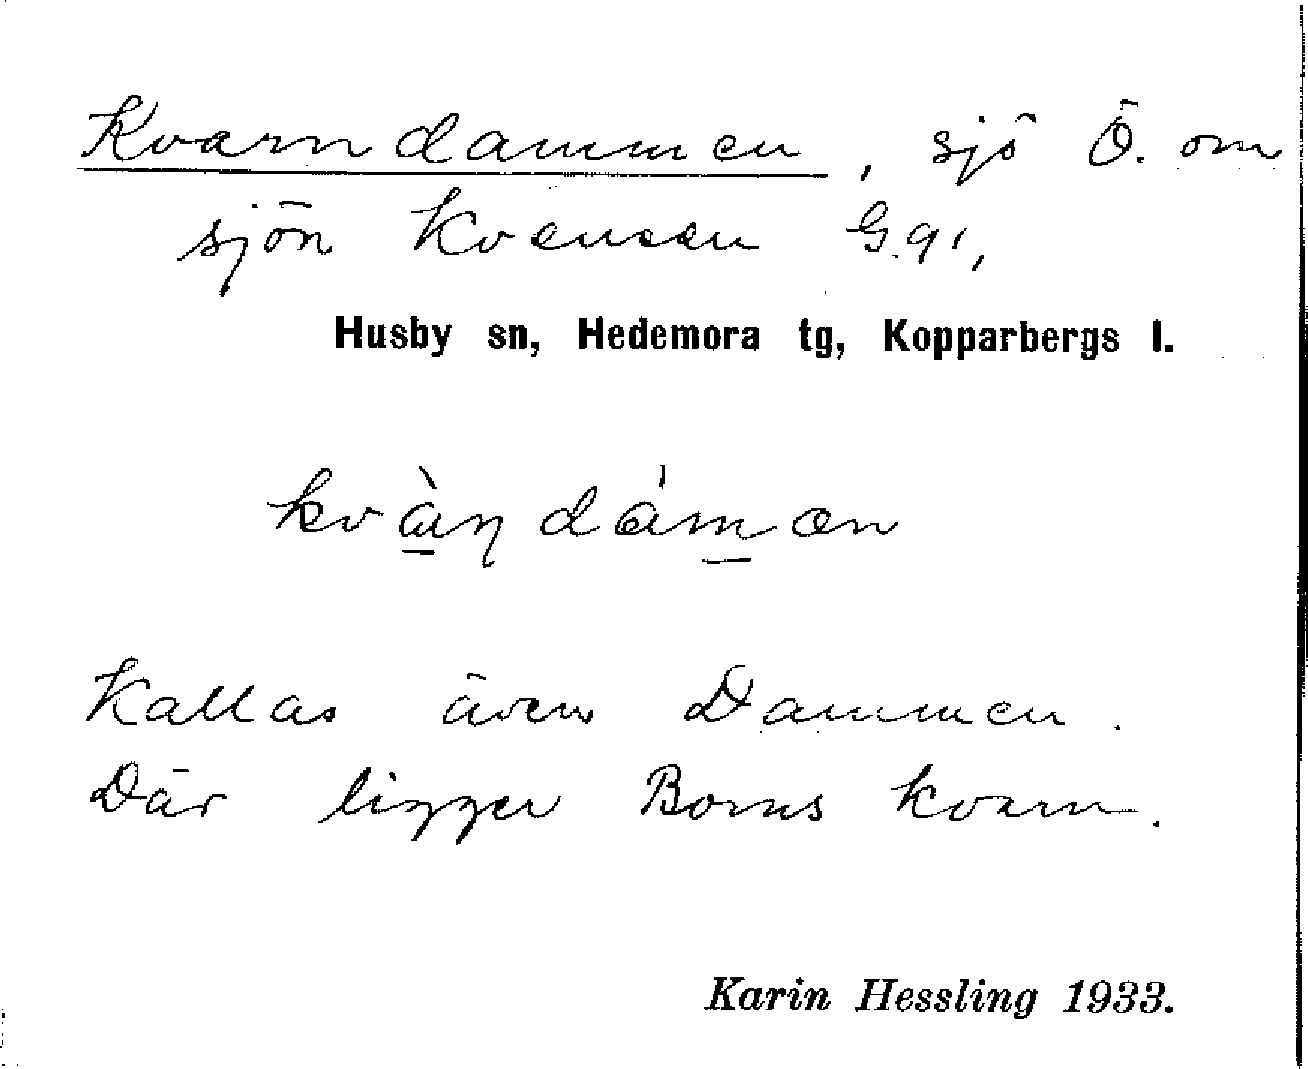 Kvarndammen, sjö Ö. om
sjön Kvensen G.91,
Husby sn, Hedemora tg, Kopparbergs l.
kvàṇdámən
Kallas även Dammen.
Där ligger Borns kvarn.
Karin Hessling 1933.